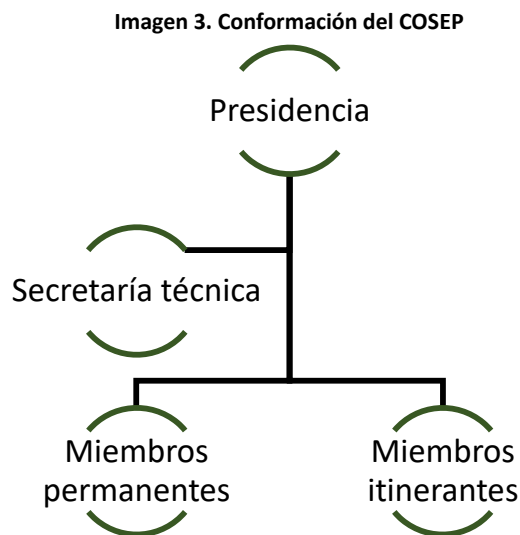 Imagen 3. Conformación del COSEP
Presidencia
Secretaría técnica
Miembros
permanentes
Miembros
itinerantes